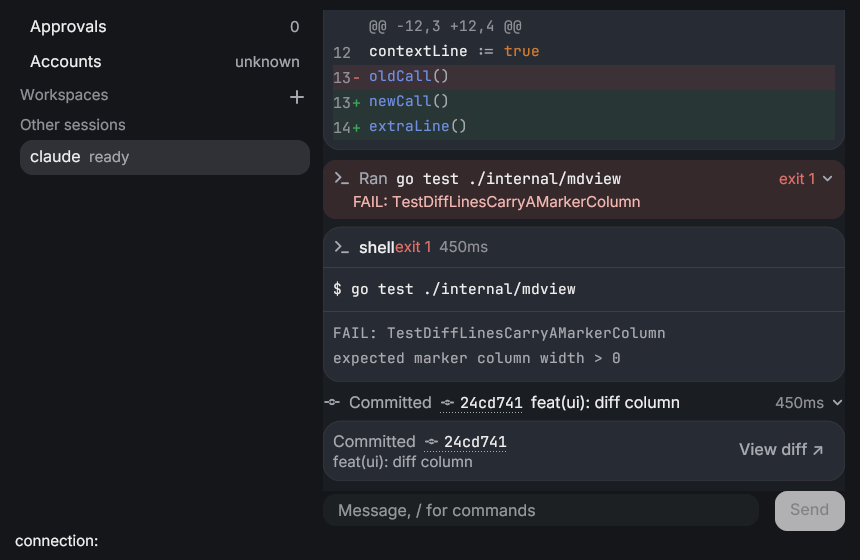 Approvals 0
Accounts unknown
Workspaces +
Other sessions
claude ready
connection:
@@ -12,3 +12,4 @@
12 contextLine := true
13- oldCall()
13+ newCall()
14+ extraLine()
Ran go test ./internal/mdview exit 1
FAIL: TestDiffLinesCarryAMarkerColumn
shellexit 1 450ms
$ go test ./internal/mdview
FAIL: TestDiffLinesCarryAMarkerColumn
expected marker column width > 0
Committed 24cd741 feat(ui): diff column 450ms
Committed 24cd741
feat(ui): diff column
View diff ↗
Message, / for commands
Send